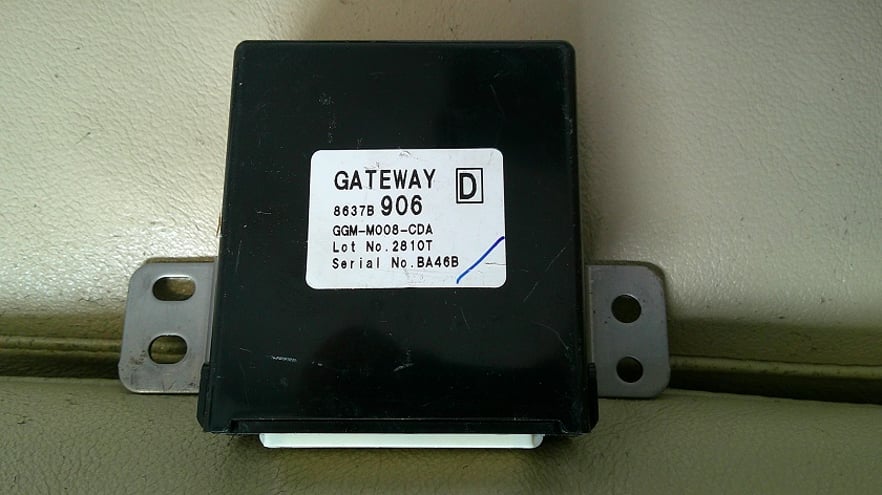 GATEWAY D
8637B 906
GGM-M008-CDA
Lot No.2810T
Serial No.BA46B